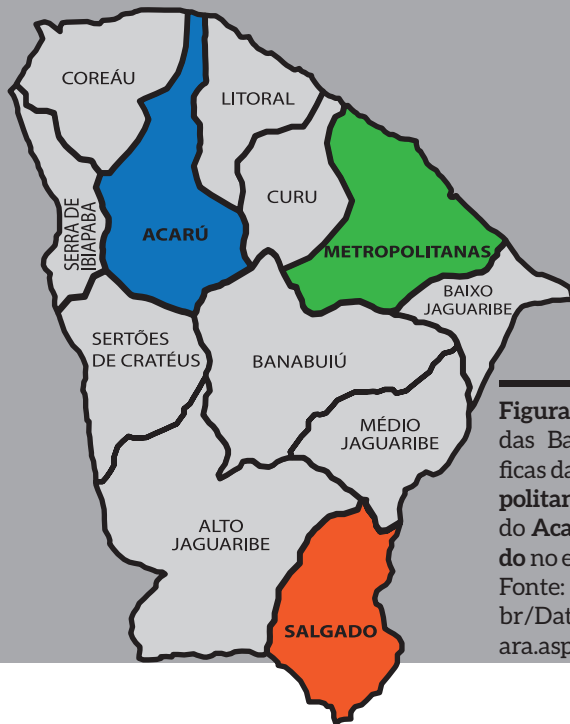 COREÁU
LITORAL
CURU
SERRA DE
IBIAPABA
ACARÚ
METROPOLITANAS
BAIXO
JAGUARIBE
SERTÕES
DE CRATÉUS
BANABUIÚ
MÉDIO
JAGUARIBE
ALTO
JAGUARIBE
SALGADO
Figura
das Ba
ficas da
politan
do Aca
do no e
Fonte:
br/Dat
ara.asp